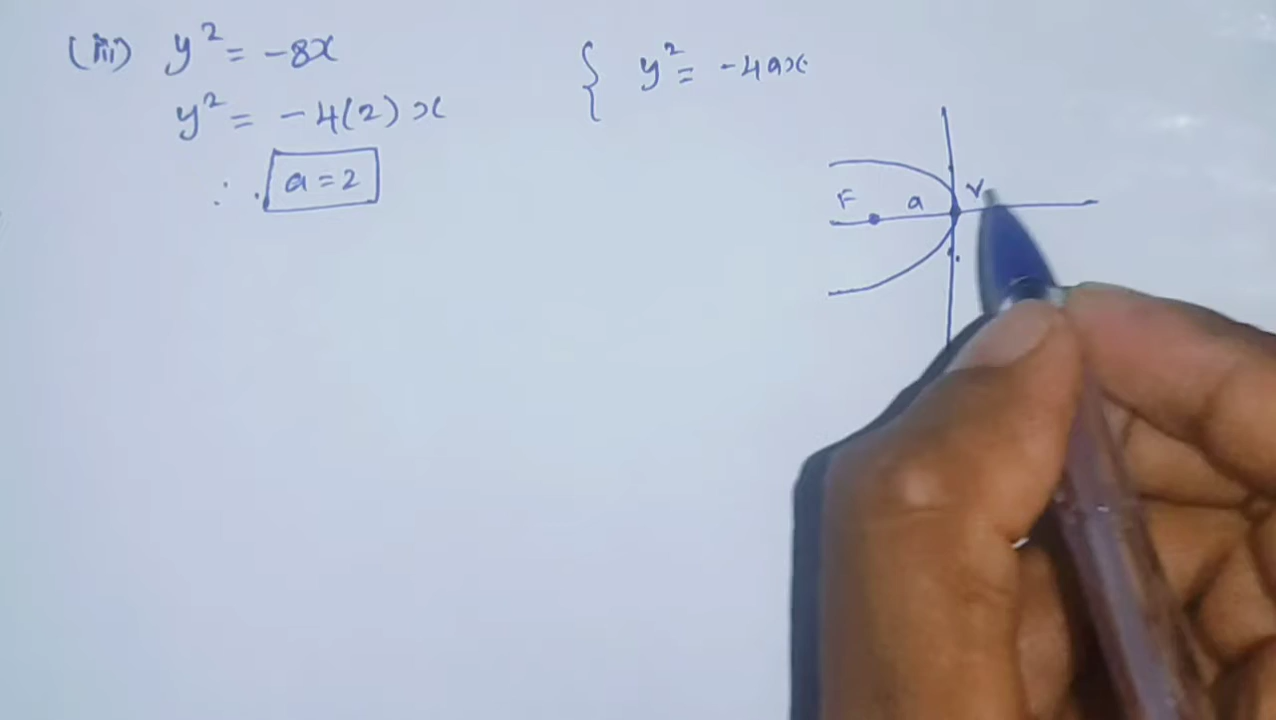 (iii) y² = -8x
y² = -4(2)x
∴ a = 2
{ y² = -4ax
F a V